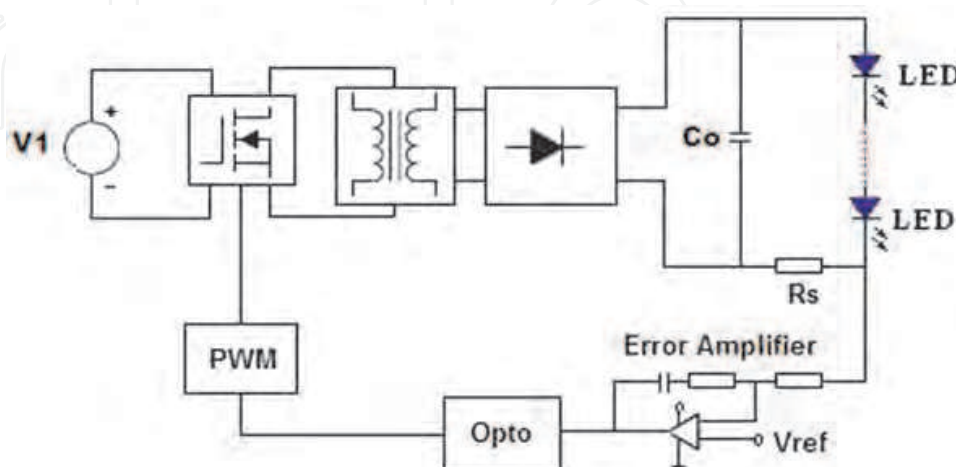 V1
+
-
Co
LED
LED
Rs
PWM
Error Amplifier
Opto
Vref